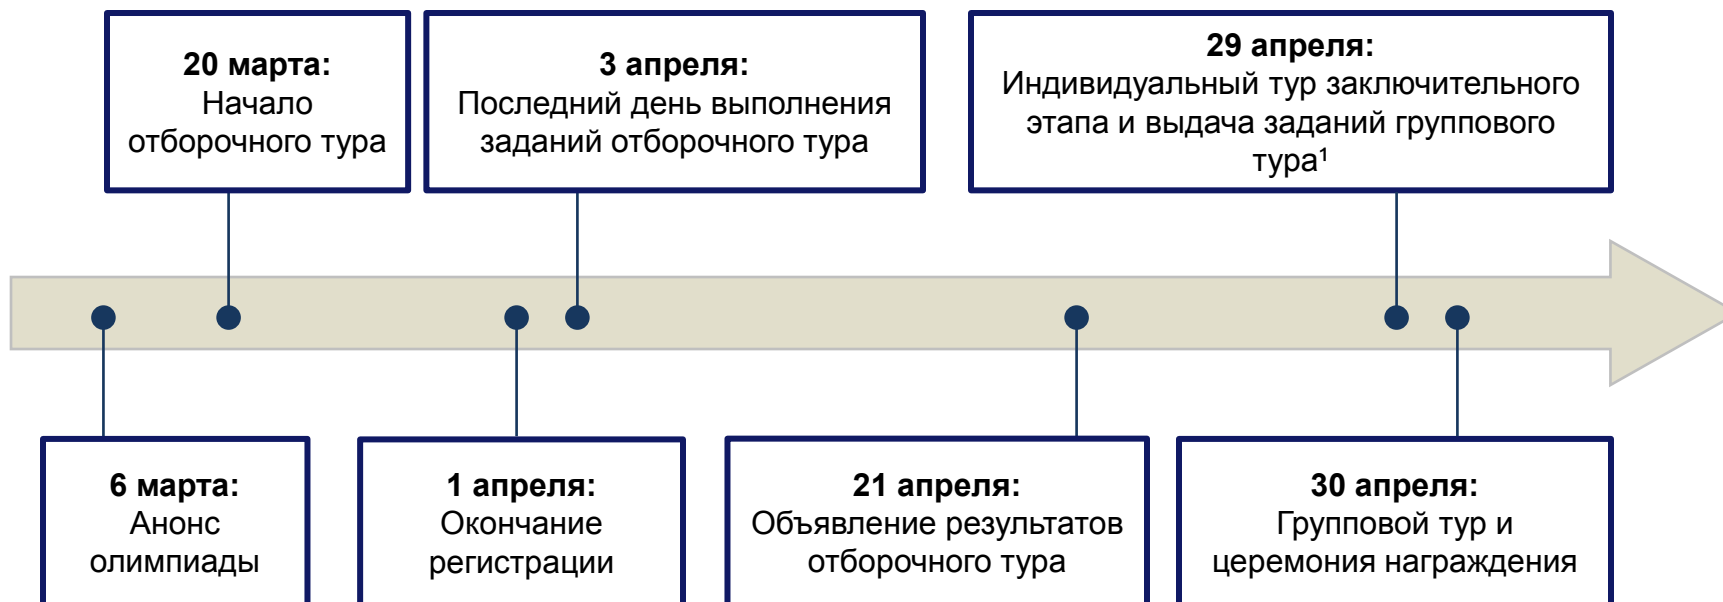 20 марта:
Начало
отборочного тура
3 апреля:
Последний день выполнения
заданий отборочного тура
29 апреля:
Индивидуальный тур заключительного
этапа и выдача заданий группового
тура¹
6 марта:
Анонс
олимпиады
1 апреля:
Окончание
регистрации
21 апреля:
Объявление результатов
отборочного тура
30 апреля:
Групповой тур и
церемония награждения